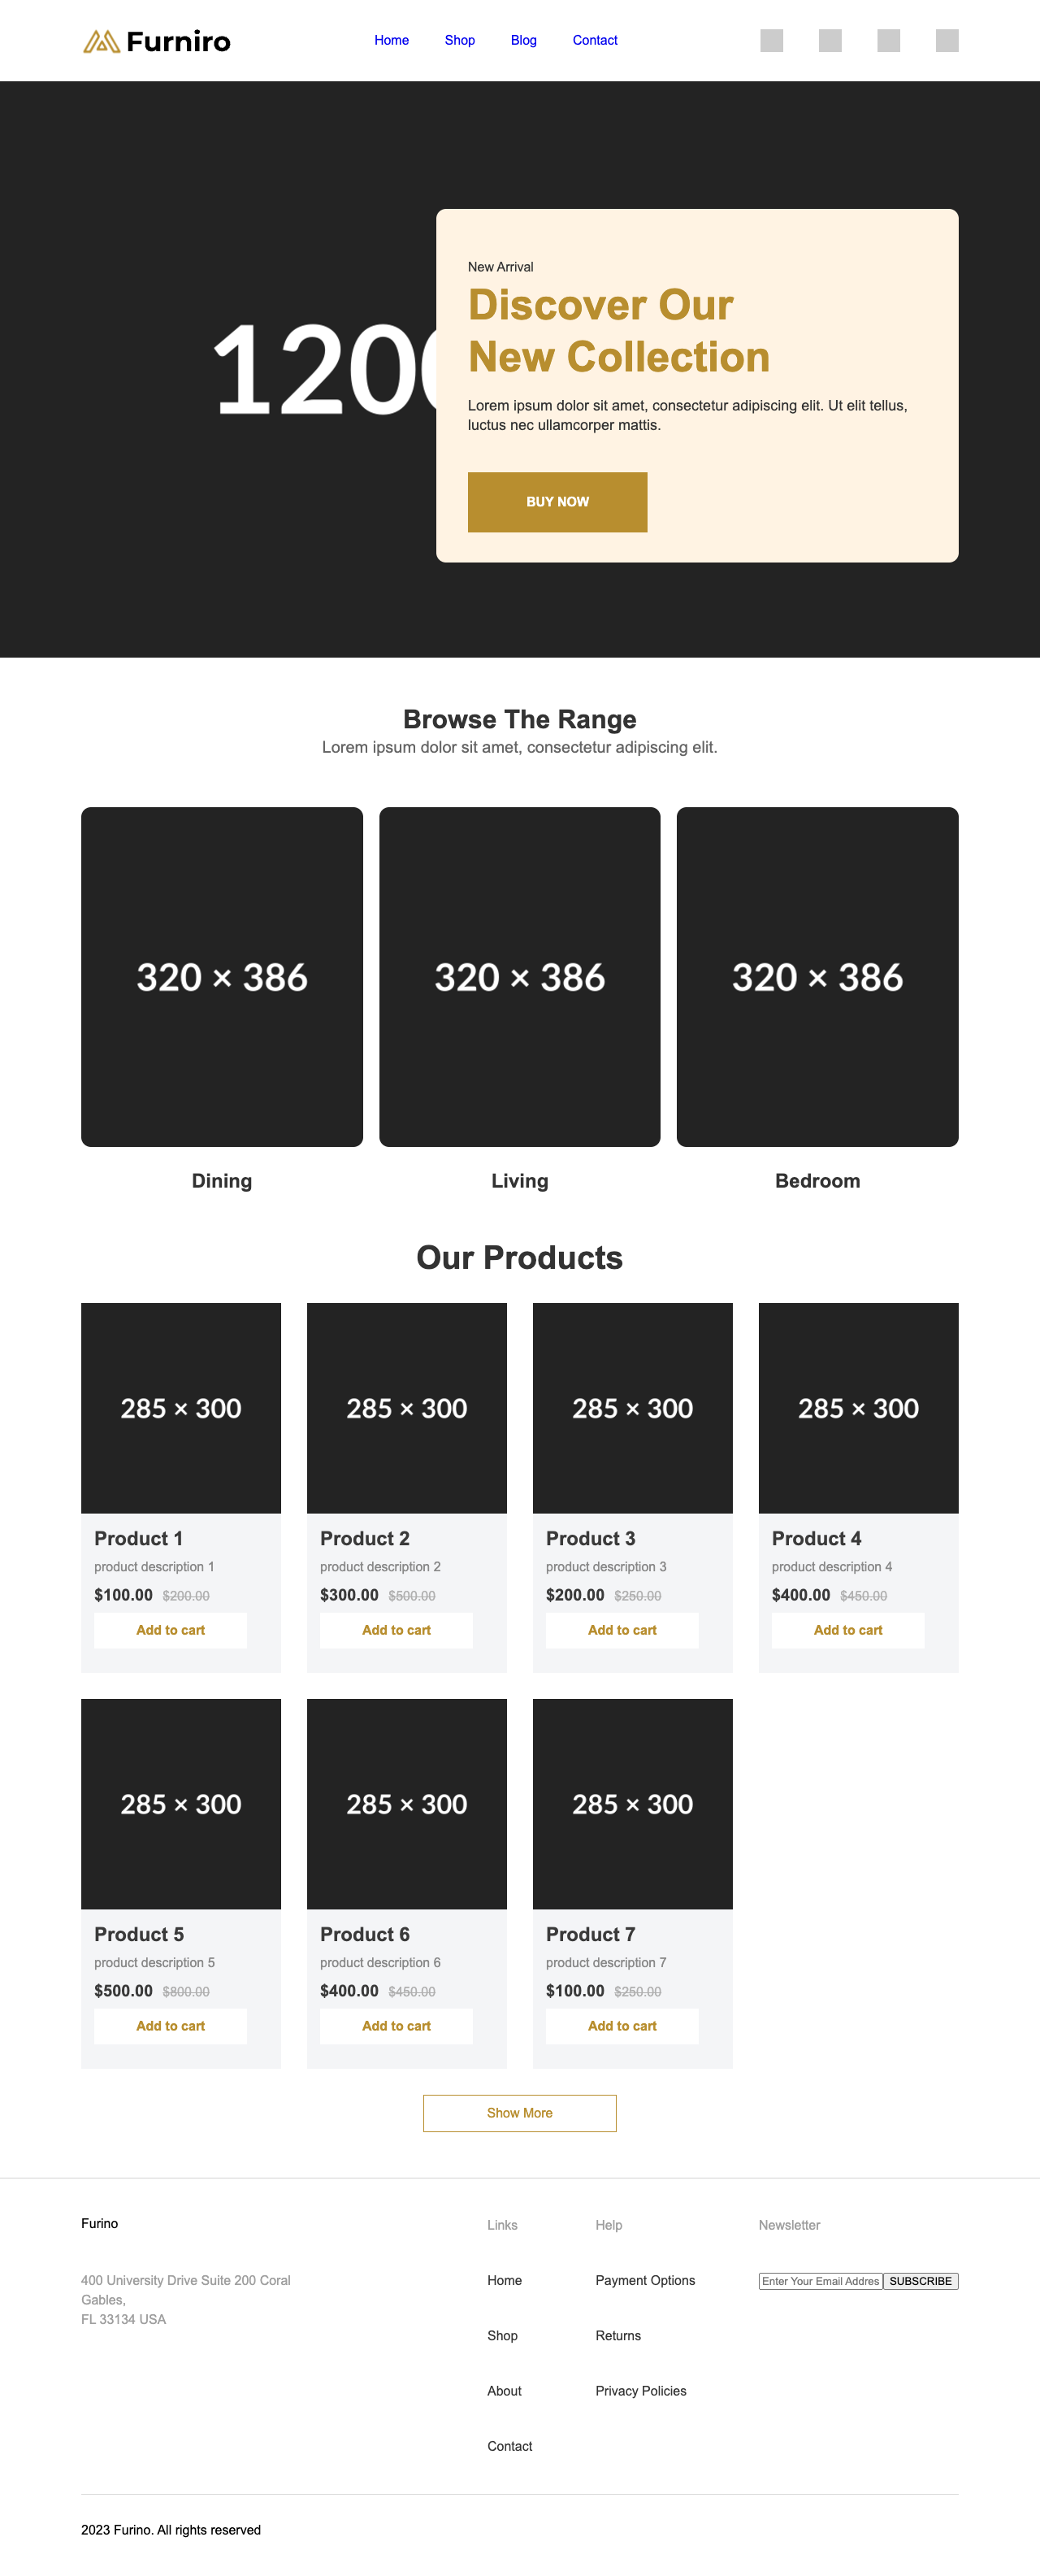 Furniro
Home Shop Blog Contact
1200
New Arrival
Discover Our
New Collection
Lorem ipsum dolor sit amet, consectetur adipiscing elit. Ut elit tellus,
luctus nec ullamcorper mattis.
BUY NOW
Browse The Range
Lorem ipsum dolor sit amet, consectetur adipiscing elit.
320 × 386 320 × 386 320 × 386
Dining Living Bedroom
Our Products
285 × 300 285 × 300 285 × 300 285 × 300
Product 1
product description 1
$100.00 $200.00
Add to cart
Product 2
product description 2
$300.00 $500.00
Add to cart
Product 3
product description 3
$200.00 $250.00
Add to cart
Product 4
product description 4
$400.00 $450.00
Add to cart
285 × 300 285 × 300 285 × 300
Product 5
product description 5
$500.00 $800.00
Add to cart
Product 6
product description 6
$400.00 $450.00
Add to cart
Product 7
product description 7
$100.00 $250.00
Add to cart
Show More
Furino
400 University Drive Suite 200 Coral
Gables,
FL 33134 USA
Links
Home
Shop
About
Contact
Help
Payment Options
Returns
Privacy Policies
Newsletter
Enter Your Email Addres SUBSCRIBE
2023 Furino. All rights reserved